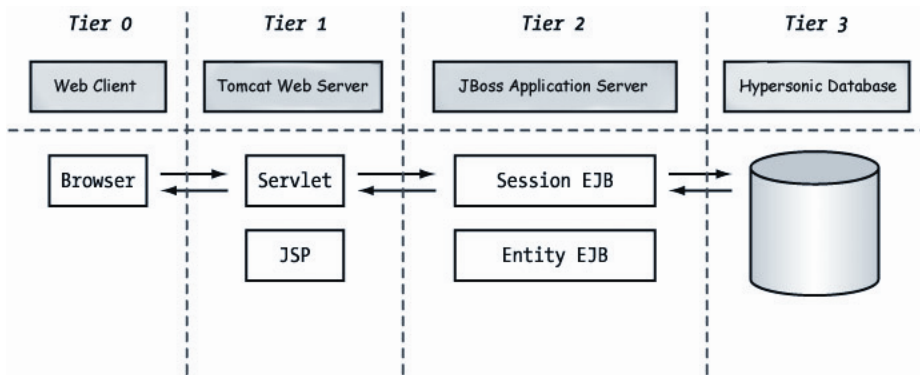 Tier 0 Tier 1 Tier 2 Tier 3
Web Client Tomcat Web Server JBoss Application Server Hypersonic Database
Browser Servlet Session EJB
JSP Entity EJB